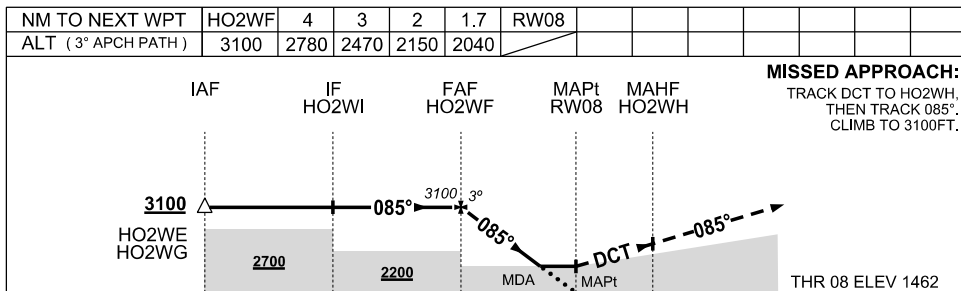 NM TO NEXT WPT HO2WF 4 3 2 1.7 RW08
ALT ( 3° APCH PATH ) 3100 2780 2470 2150 2040
MISSED APPROACH:
TRACK DCT TO HO2WH,
THEN TRACK 085°.
CLIMB TO 3100FT.
IAF IF FAF MAPt MAHF
HO2WI HO2WF RW08 HO2WH
3100 085° 3100 3° 085° DCT 085°
HO2WE
HO2WG
2700 2200 MDA MAPt
THR 08 ELEV 1462